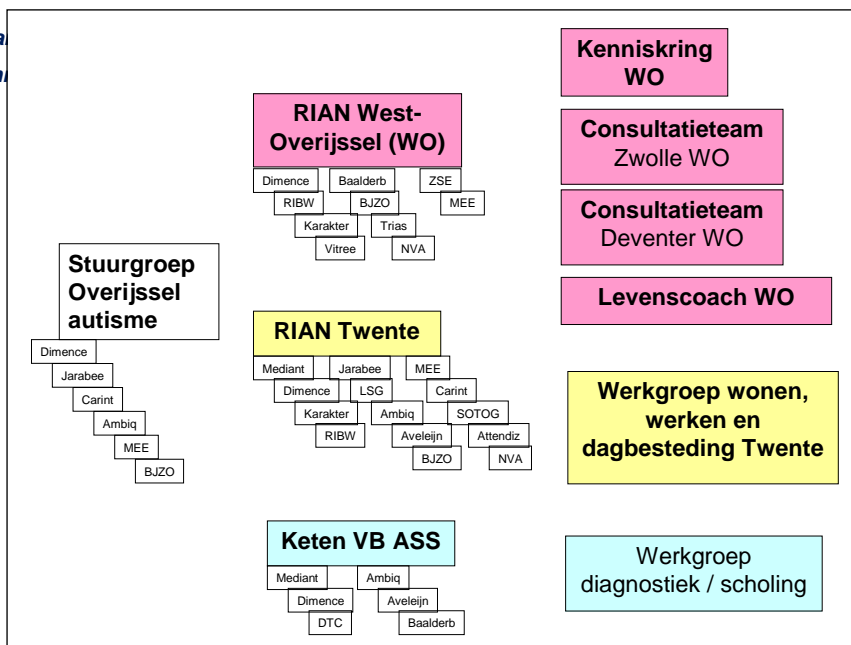 Stuurgroep
Overijssel
autisme
Dimence
Jarabee
Carint
Ambiq
MEE
BJZO
RIAN West-
Overijssel (WO)
Dimence Baalderb ZSE
RIBW BJZO MEE
Karakter Trias
Vitree NVA
RIAN Twente
Mediant Jarabee MEE
Dimence LSG Carint
Karakter Ambiq SOTOG
RIBW Aveleijn Attendiz
BJZO NVA
Keten VB ASS
Mediant Ambiq
Dimence Aveleijn
DTC Baalderb
Kenniskring
WO
Consultatieteam
Zwolle WO
Consultatieteam
Deventer WO
Levenscoach WO
Werkgroep wonen,
werken en
dagbesteding Twente
Werkgroep
diagnostiek / scholing